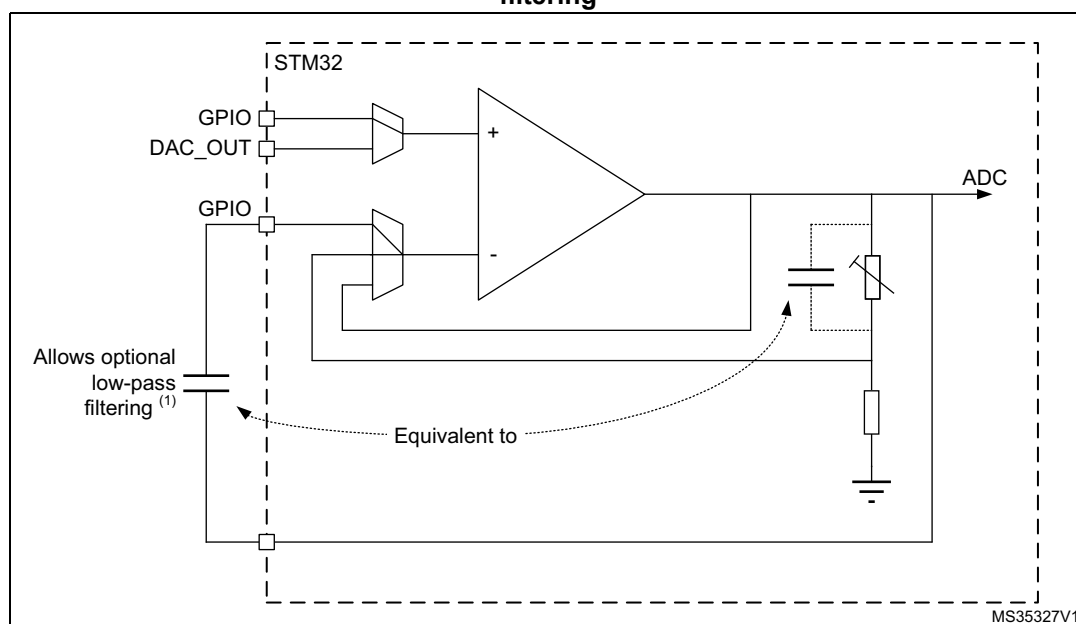 filtering
STM32
GPIO
DAC_OUT
GPIO
+
-
ADC
Allows optional
low-pass
filtering (1)
Equivalent to
MS35327V1